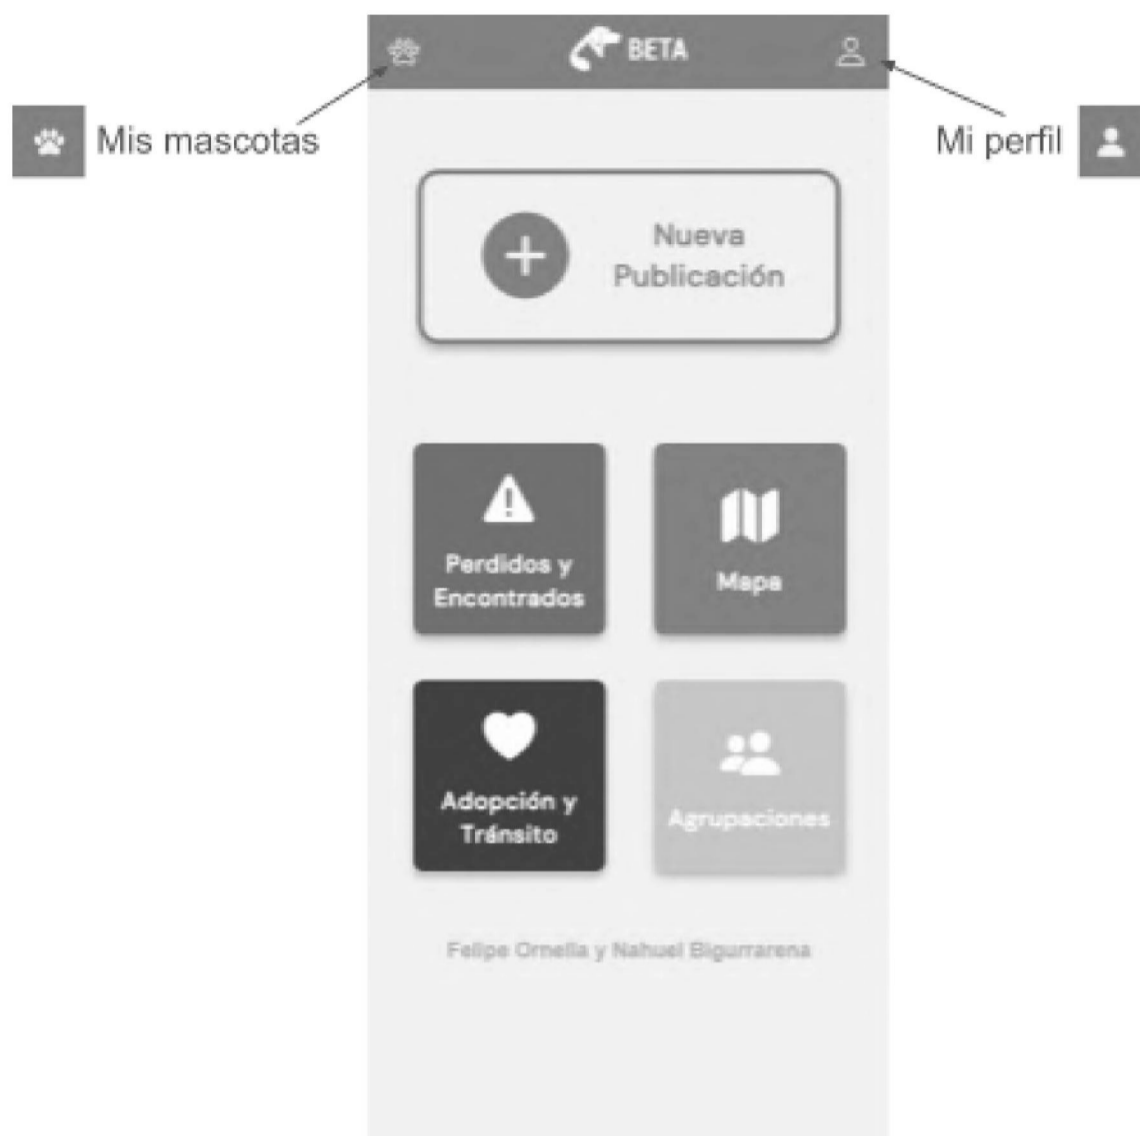 BETA
Mis mascotas
Mi perfil
Nueva
Publicación
Perdidos y
Encontrados
Mapa
Adopción y
Tránsito
Agrupaciones
Felipe Ornella y Nahuel Bigurrarena